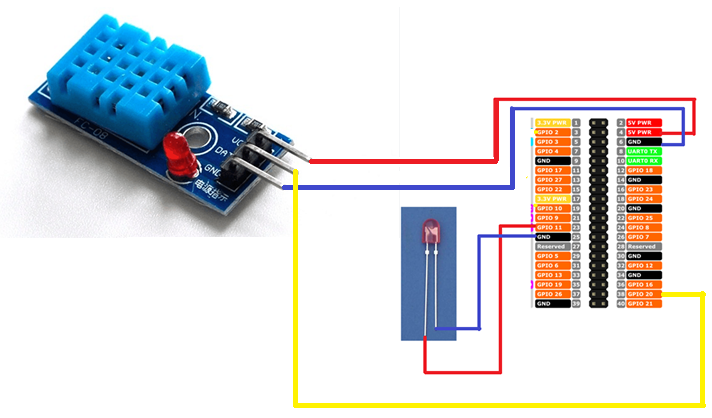 FC-08
VC
DA
GND
电源指示
3.3V PWR 1 2 5V PWR
GPIO 2 3 4 5V PWR
GPIO 3 5 6 GND
GPIO 4 7 8 UART0 TX
GND 9 10 UART0 RX
GPIO 17 11 12 GPIO 18
GPIO 27 13 14 GND
GPIO 22 15 16 GPIO 23
3.3V PWR 17 18 GPIO 24
GPIO 10 19 20 GND
GPIO 9 21 22 GPIO 25
GPIO 11 23 24 GPIO 8
GND 25 26 GPIO 7
Reserved 27 28 Reserved
GPIO 5 29 30 GND
GPIO 6 31 32 GPIO 12
GPIO 13 33 34 GND
GPIO 19 35 36 GPIO 16
GPIO 26 37 38 GPIO 20
GND 39 40 GPIO 21